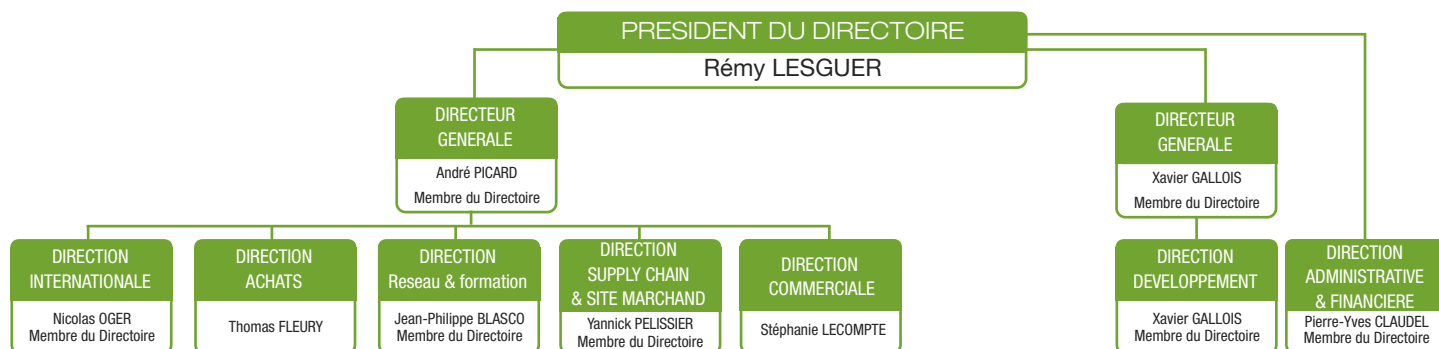 PRESIDENT DU DIRECTOIRE
Rémy LESGUER
DIRECTEUR
GENERALE
André PICARD
Membre du Directoire
DIRECTEUR
GENERALE
Xavier GALLOIS
Membre du Directoire
DIRECTION
INTERNATIONALE
Nicolas OGER
Membre du Directoire
DIRECTION
ACHATS
Thomas FLEURY
DIRECTION
Reseau & formation
Jean-Philippe BLASCO
Membre du Directoire
DIRECTION
SUPPLY CHAIN
& SITE MARCHAND
Yannick PELISSIER
Membre du Directoire
DIRECTION
COMMERCIALE
Stéphanie LECOMPTE
DIRECTION
DEVELOPPEMENT
Xavier GALLOIS
Membre du Directoire
DIRECTION
ADMINISTRATIVE
& FINANCIERE
Pierre-Yves CLAUDEL
Membre du Directoire